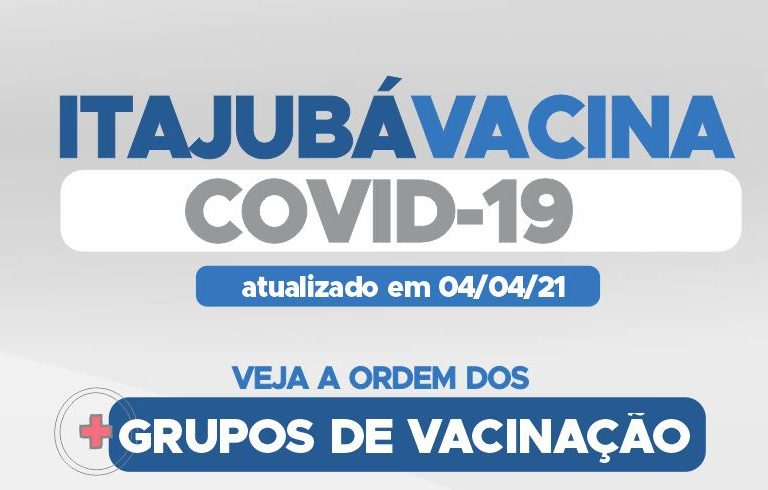 ITAJUBÁVACINA
COVID-19
atualizado em 04/04/21
VEJA A ORDEM DOS
GRUPOS DE VACINAÇÃO